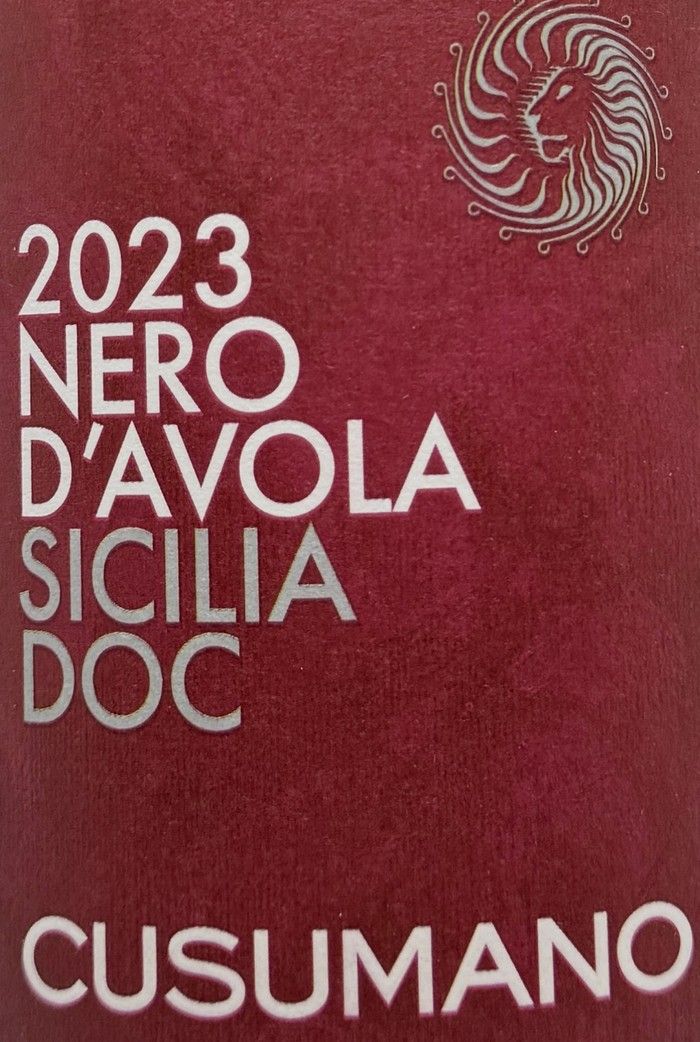 2023
NERO
D'AVOLA
SICILIA
DOC
CUSUMANO